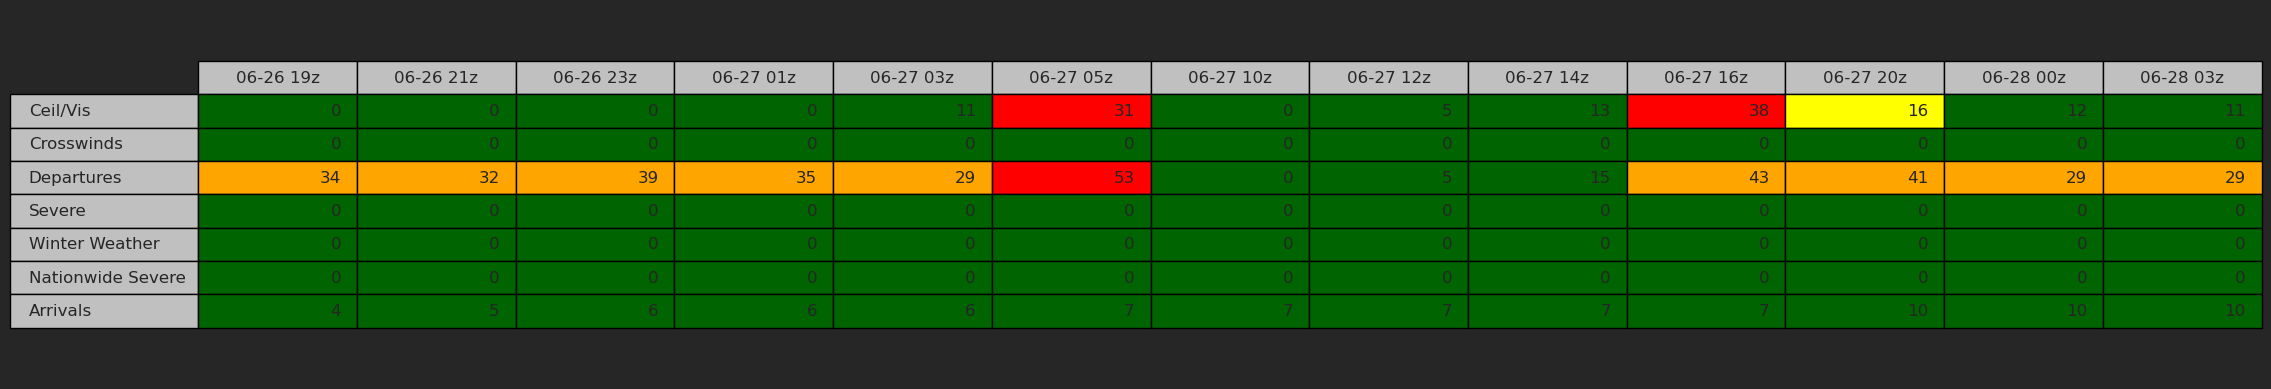 06-26 19z 06-26 21z 06-26 23z 06-27 01z 06-27 03z 06-27 05z 06-27 10z 06-27 12z 06-27 14z 06-27 16z 06-27 20z 06-28 00z 06-28 03z
Ceil/Vis 0 0 0 0 11 31 0 5 13 38 16 12 11
Crosswinds 0 0 0 0 0 0 0 0 0 0 0 0 0
Departures 34 32 39 35 29 53 0 5 15 43 41 29 29
Severe 0 0 0 0 0 0 0 0 0 0 0 0 0
Winter Weather 0 0 0 0 0 0 0 0 0 0 0 0 0
Nationwide Severe 0 0 0 0 0 0 0 0 0 0 0 0 0
Arrivals 4 5 6 6 6 7 7 7 7 7 10 10 10